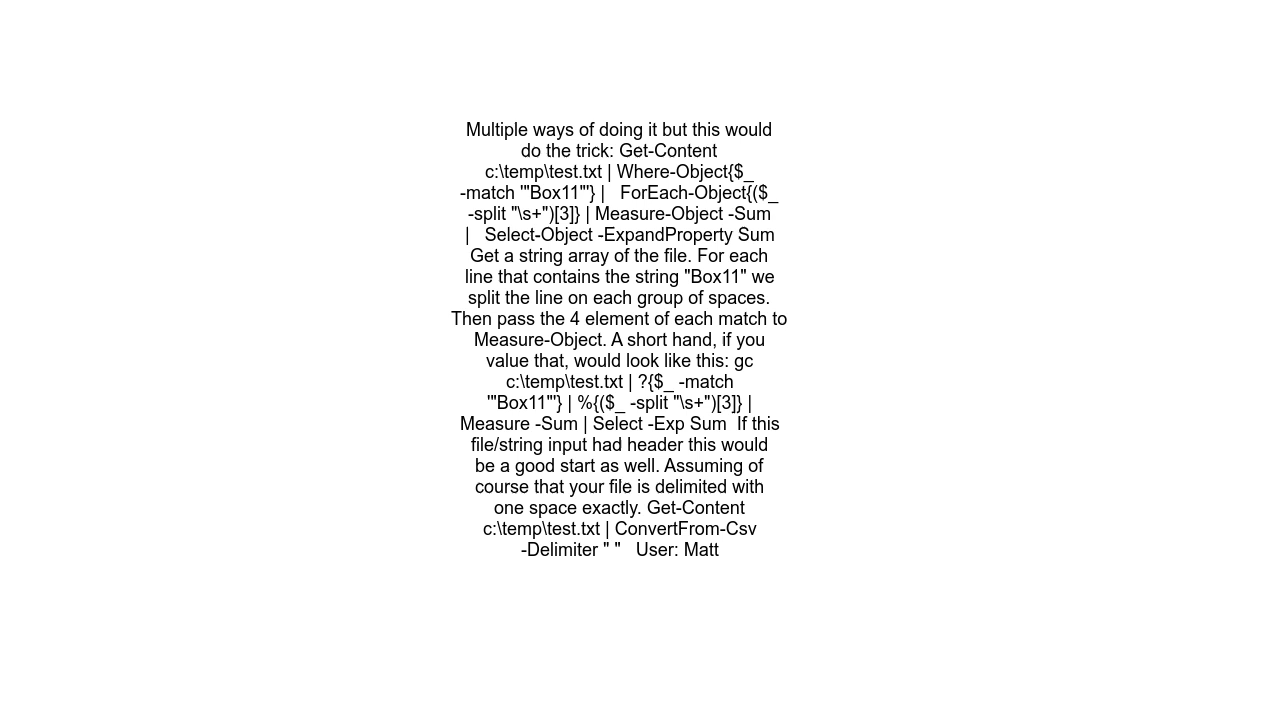 Multiple ways of doing it but this would
do the trick: Get-Content
c:\temp\test.txt | Where-Object{$_
-match '"Box11"'} |   ForEach-Object{($_
-split "\s+")[3]} | Measure-Object -Sum
|   Select-Object -ExpandProperty Sum
Get a string array of the file. For each
line that contains the string "Box11" we
split the line on each group of spaces.
Then pass the 4 element of each match to
Measure-Object. A short hand, if you
value that, would look like this: gc
c:\temp\test.txt | ?{$_ -match
'"Box11"'} | %{($_ -split "\s+")[3]} |
Measure -Sum | Select -Exp Sum  If this
file/string input had header this would
be a good start as well. Assuming of
course that your file is delimited with
one space exactly. Get-Content
c:\temp\test.txt | ConvertFrom-Csv
-Delimiter " "   User: Matt